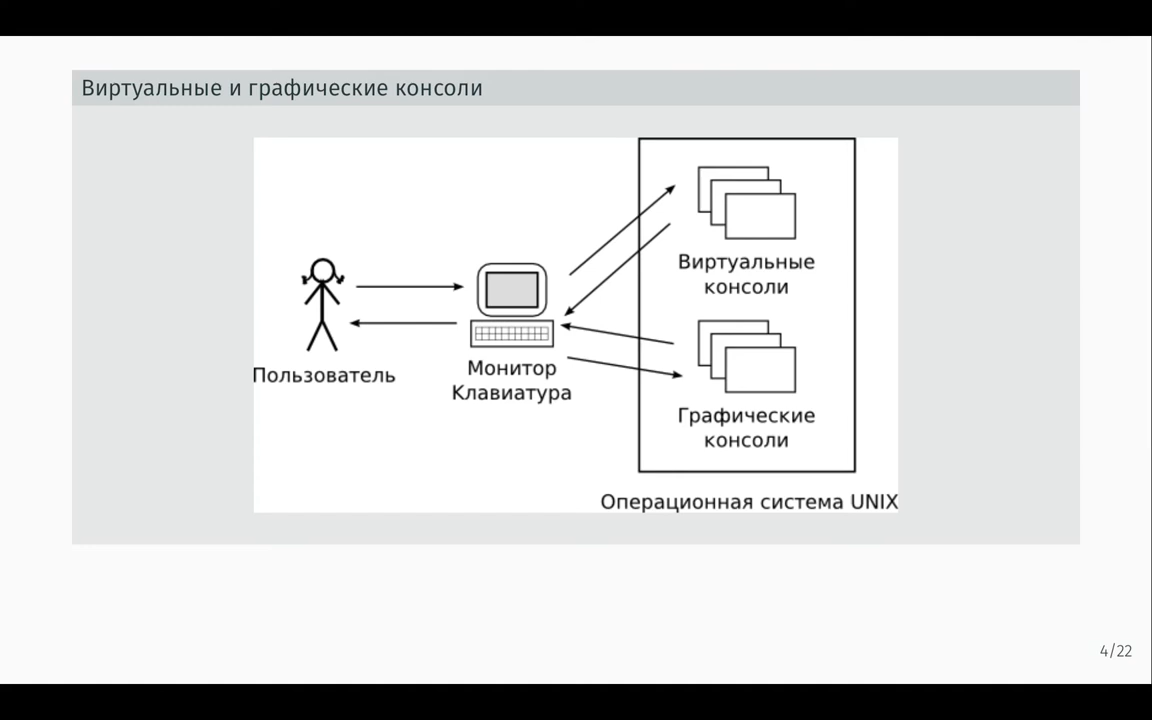 Виртуальные и графические консоли
Виртуальные
консоли
Пользователь
Монитор
Клавиатура
Графические
консоли
Операционная система UNIX
4/22